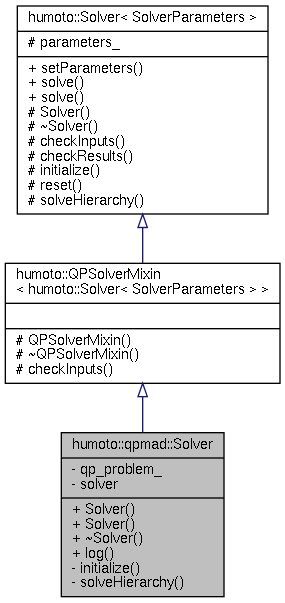 humoto::Solver< SolverParameters >
# parameters_
+ setParameters()
+ solve()
+ solve()
# Solver()
# ~Solver()
# checkInputs()
# checkResults()
# initialize()
# reset()
# solveHierarchy()
humoto::QPSolverMixin
< humoto::Solver< SolverParameters > >
# QPSolverMixin()
# ~QPSolverMixin()
# checkInputs()
humoto::qpmad::Solver
- qp_problem_
- solver
+ Solver()
+ Solver()
+ ~Solver()
+ log()
- initialize()
- solveHierarchy()